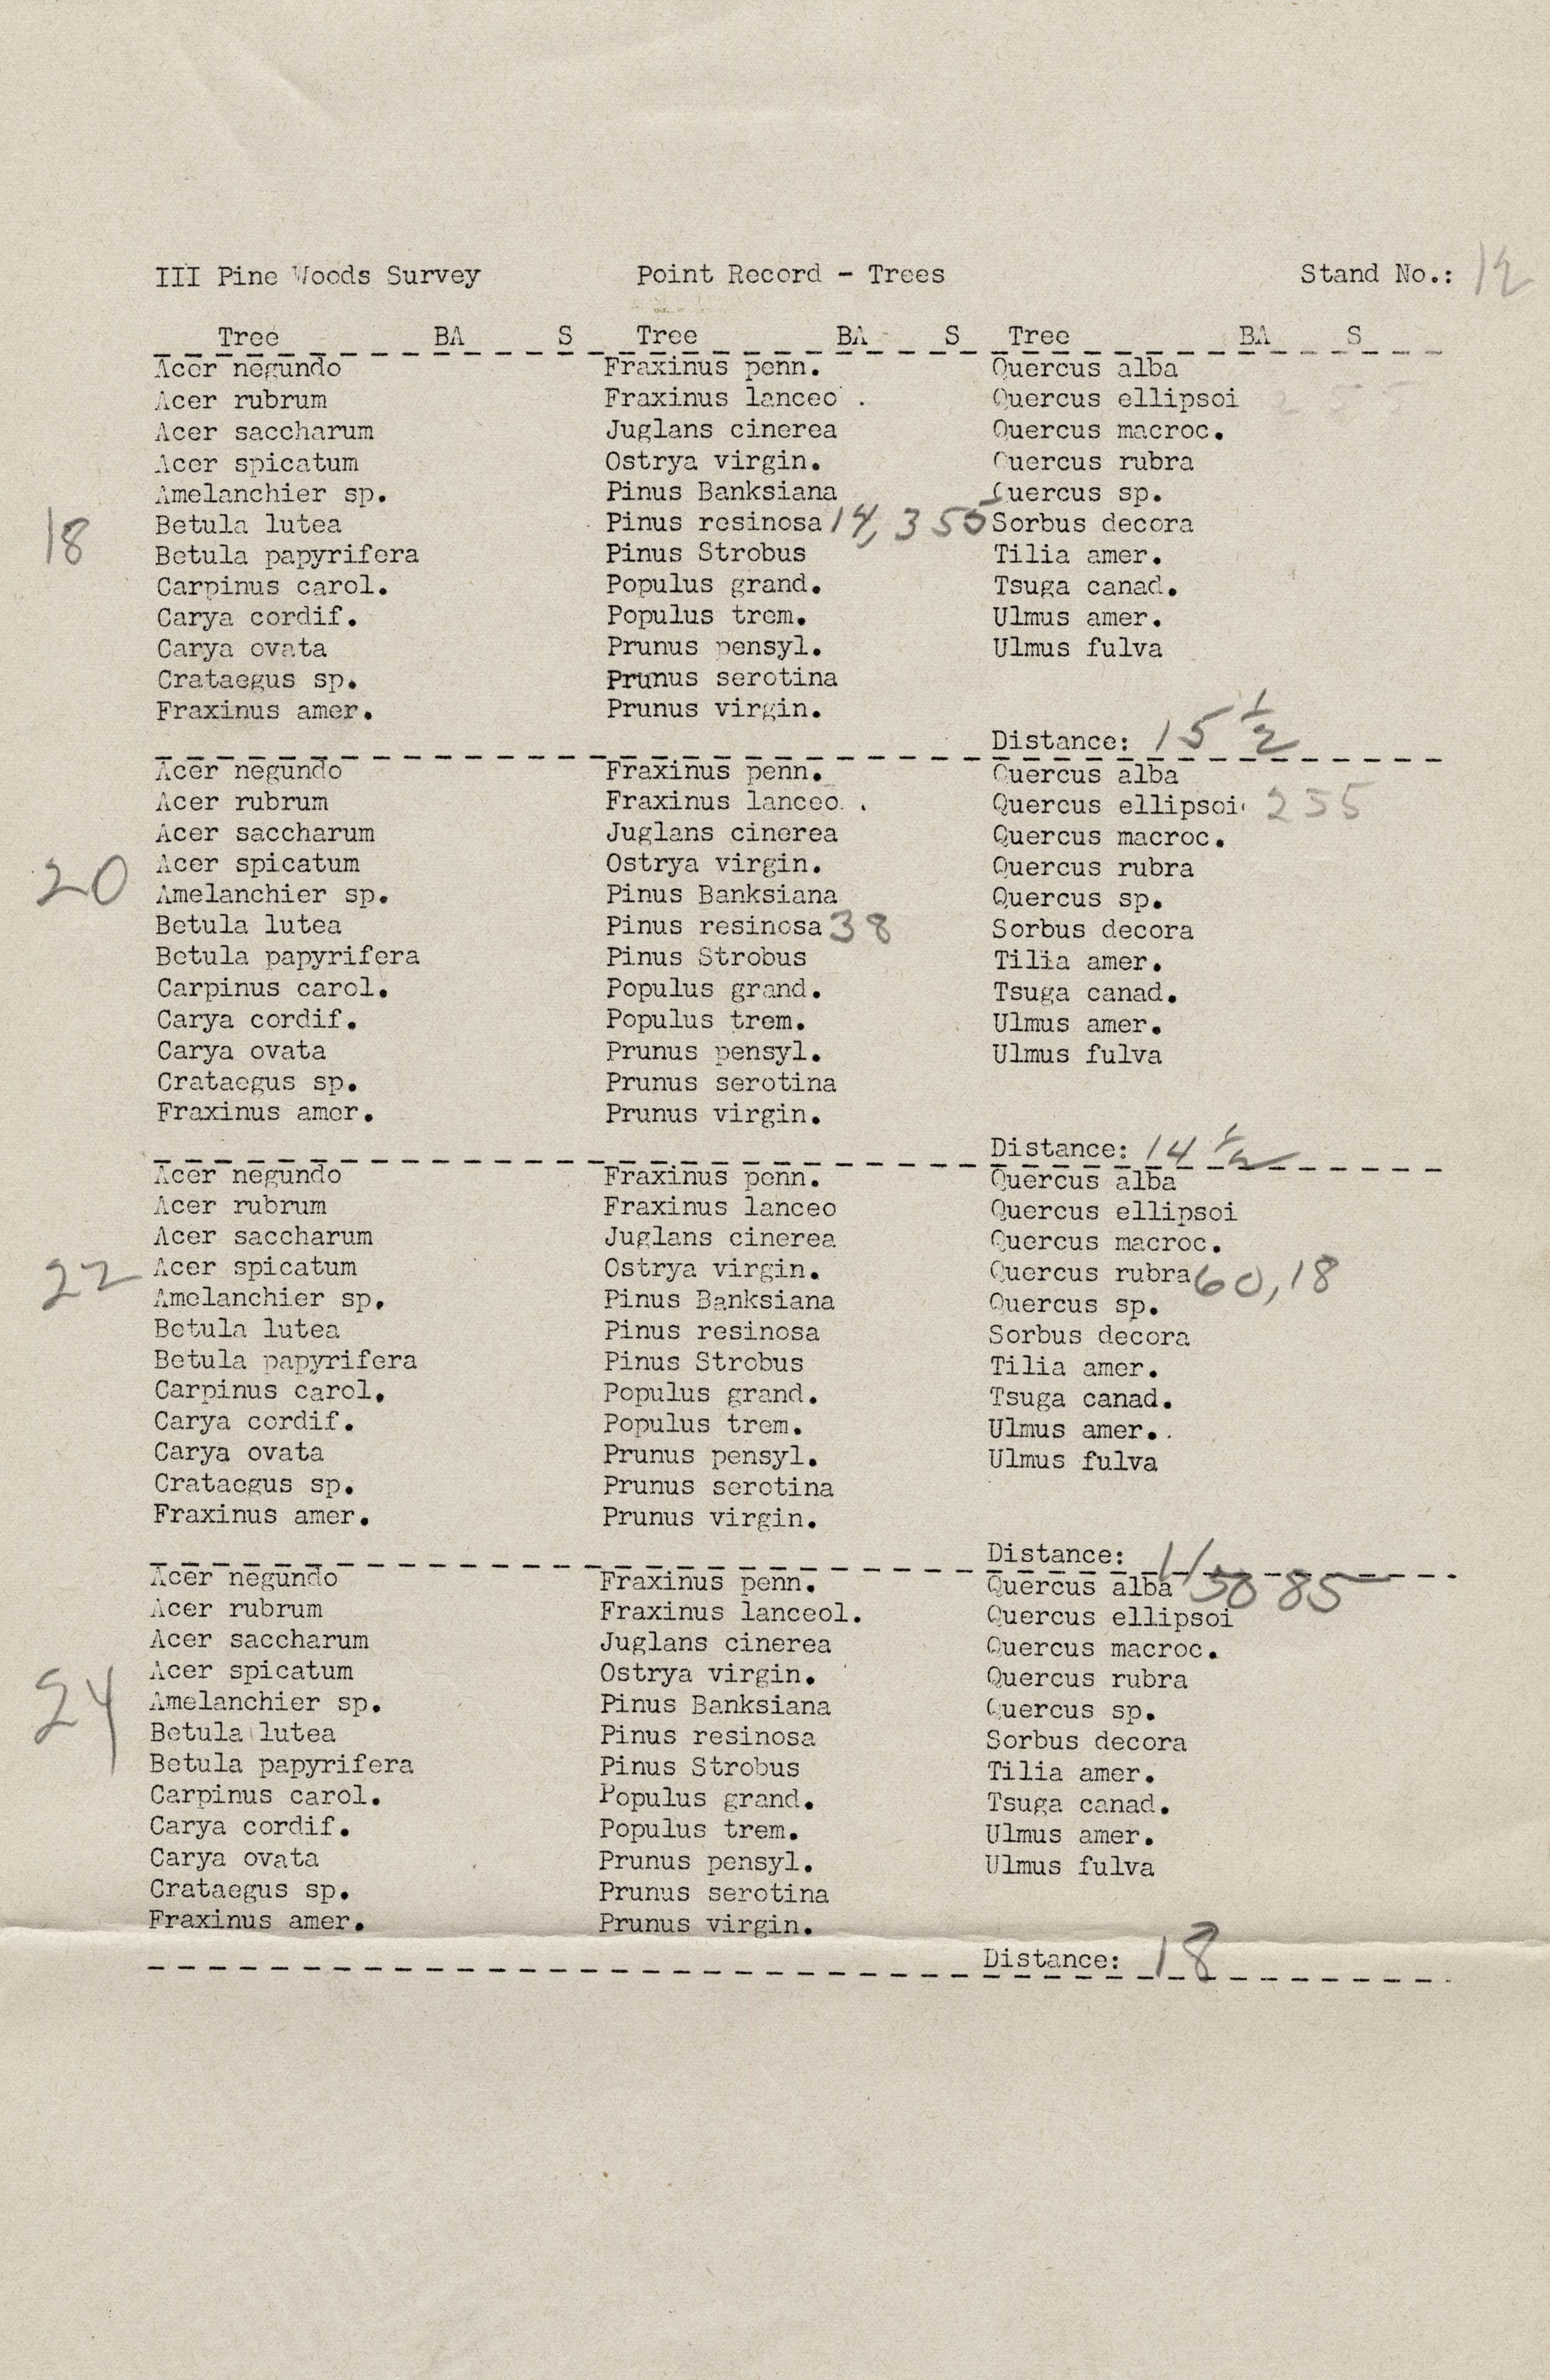 III Pine Woods Survey Point Record - Trees Stand No.: 12
Tree BA S Tree BA S Tree BA S
Acer negundo Fraxinus penn. Quercus alba
Acer rubrum Fraxinus lanceo . Quercus ellipsoi
Acer saccharum Juglans cinerea Quercus macroc.
Acer spicatum Ostrya virgin. Quercus rubra
Amelanchier sp. Pinus Banksiana Quercus sp.
18 Betula lutea Pinus resinosa 14, 355 Sorbus decora
Betula papyrifera Pinus Strobus Tilia amer.
Carpinus carol. Populus grand. Tsuga canad.
Carya cordif. Populus trem. Ulmus amer.
Carya ovata Prunus pensyl. Ulmus fulva
Crataegus sp. Prunus serotina
Fraxinus amer. Prunus virgin.
Distance: 15 1/2
Acer negundo Fraxinus penn. Quercus alba
Acer rubrum Fraxinus lanceo. . Quercus ellipsoi 255
Acer saccharum Juglans cinerea Quercus macroc.
20 Acer spicatum Ostrya virgin. Quercus rubra
Amelanchier sp. Pinus Banksiana Quercus sp.
Betula lutea Pinus resinosa 38 Sorbus decora
Betula papyrifera Pinus Strobus Tilia amer.
Carpinus carol. Populus grand. Tsuga canad.
Carya cordif. Populus trem. Ulmus amer.
Carya ovata Prunus pensyl. Ulmus fulva
Crataegus sp. Prunus serotina
Fraxinus amer. Prunus virgin.
Distance: 14 1/2
Acer negundo Fraxinus penn. Quercus alba
Acer rubrum Fraxinus lanceo Quercus ellipsoi
Acer saccharum Juglans cinerea Quercus macroc.
22 Acer spicatum Ostrya virgin. Quercus rubra 60, 18
Amelanchier sp. Pinus Banksiana Quercus sp.
Betula lutea Pinus resinosa Sorbus decora
Betula papyrifera Pinus Strobus Tilia amer.
Carpinus carol. Populus grand. Tsuga canad.
Carya cordif. Populus trem. Ulmus amer. .
Carya ovata Prunus pensyl. Ulmus fulva
Crataegus sp. Prunus serotina
Fraxinus amer. Prunus virgin.
Distance: 11
Acer negundo Fraxinus penn. Quercus alba 50 85
Acer rubrum Fraxinus lanceol. Quercus ellipsoi
Acer saccharum Juglans cinerea Quercus macroc.
Acer spicatum Ostrya virgin. Quercus rubra
24 Amelanchier sp. Pinus Banksiana Quercus sp.
Betula lutea Pinus resinosa Sorbus decora
Betula papyrifera Pinus Strobus Tilia amer.
Carpinus carol. Populus grand. Tsuga canad.
Carya cordif. Populus trem. Ulmus amer.
Carya ovata Prunus pensyl. Ulmus fulva
Crataegus sp. Prunus serotina
Fraxinus amer. Prunus virgin.
Distance: 18